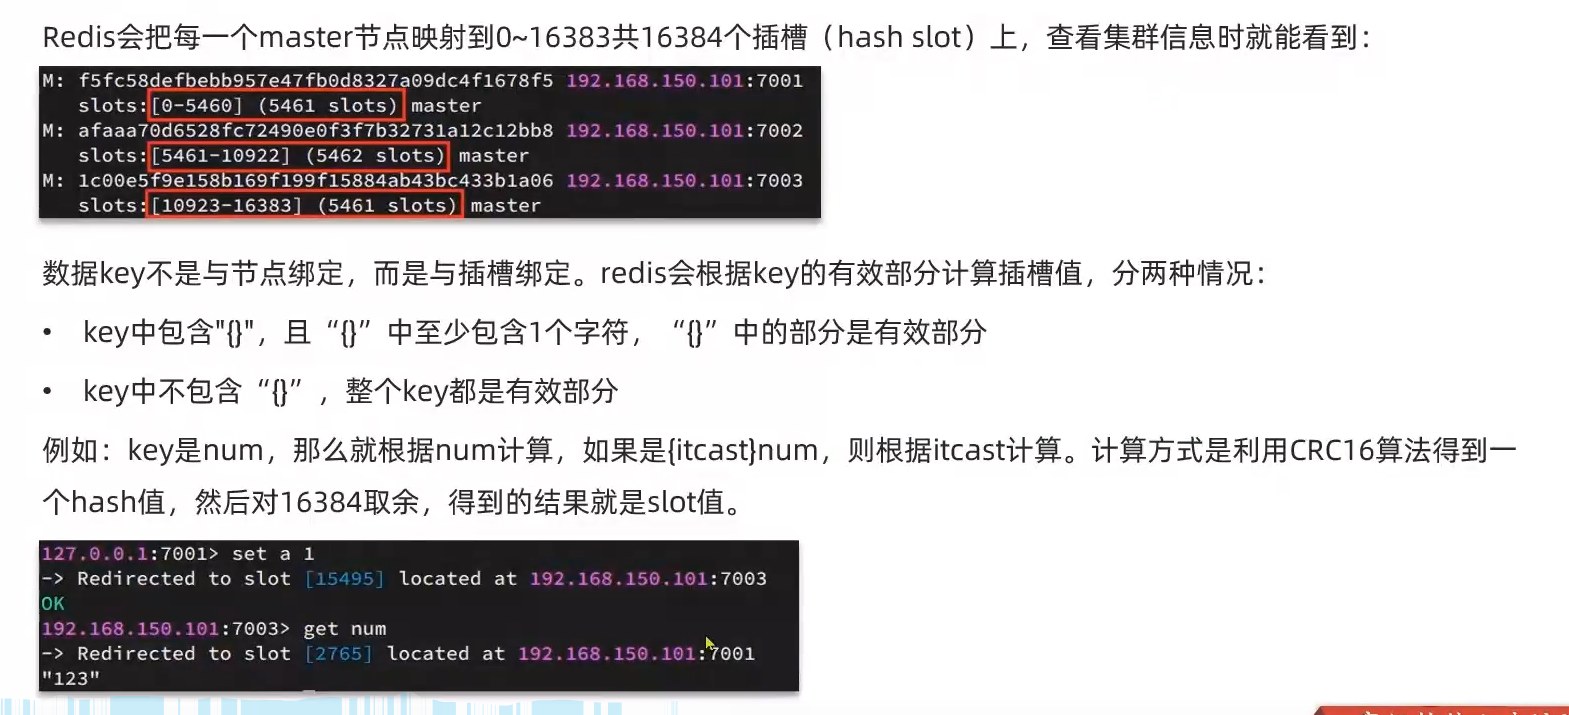 Redis会把每一个master节点映射到0~16383共16384个插槽（hash slot）上，查看集群信息时就能看到：
M: f5fc58defbebb957e47fb0d8327a09dc4f1678f5 192.168.150.101:7001
slots:[0-5460] (5461 slots) master
M: afaaa70d6528fc72490e0f3f7b32731a12c12bb8 192.168.150.101:7002
slots:[5461-10922] (5462 slots) master
M: 1c00e5f9e158b169f199f15884ab43bc433b1a06 192.168.150.101:7003
slots:[10923-16383] (5461 slots) master
数据key不是与节点绑定，而是与插槽绑定。redis会根据key的有效部分计算插槽值，分两种情况：
• key中包含"{}"，且“{}”中至少包含1个字符，“{}”中的部分是有效部分
• key中不包含“{}”，整个key都是有效部分
例如：key是num，那么就根据num计算，如果是{itcast}num，则根据itcast计算。计算方式是利用CRC16算法得到一
个hash值，然后对16384取余，得到的结果就是slot值。
127.0.0.1:7001> set a 1
-> Redirected to slot [15495] located at 192.168.150.101:7003
OK
192.168.150.101:7003> get num
-> Redirected to slot [2765] located at 192.168.150.101:7001
"123"